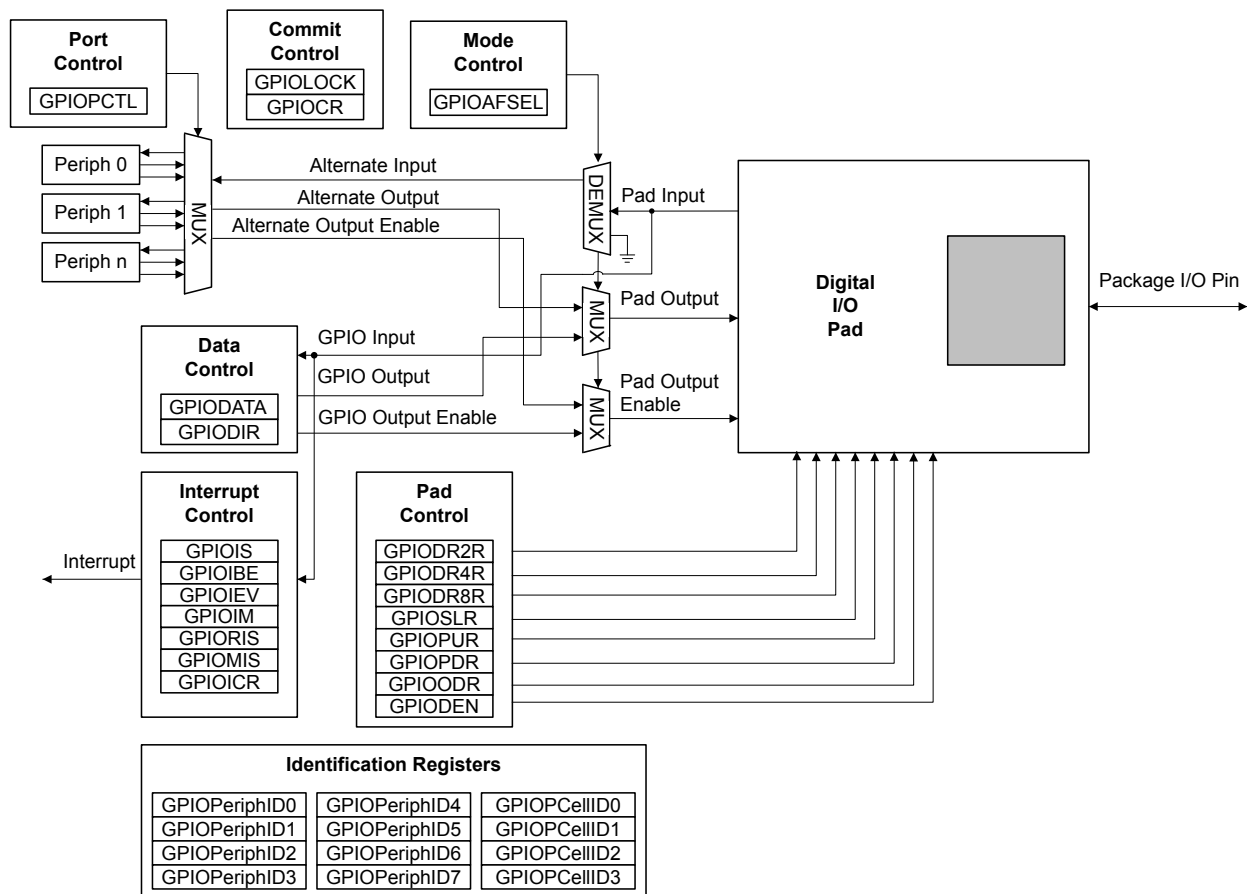 Port
Control
GPIOPCTL
Commit
Control
GPIOLOCK
GPIOCR
Mode
Control
GPIOAFSEL
Periph 0
Periph 1
Periph n
MUX
Alternate Input
Alternate Output
Alternate Output Enable
DEMUX
Pad Input
MUX
Pad Output
MUX
Pad Output
Enable
Digital
I/O
Pad
Package I/O Pin
Data
Control
GPIODATA
GPIODIR
GPIO Input
GPIO Output
GPIO Output Enable
Interrupt
Control
GPIOIS
GPIOIBE
GPIOIEV
GPIOIM
GPIORIS
GPIOMIS
GPIOICR
Interrupt
Pad
Control
GPIODR2R
GPIODR4R
GPIODR8R
GPIOSLR
GPIOPUR
GPIOPDR
GPIOODR
GPIODEN
Identification Registers
GPIOPeriphID0
GPIOPeriphID1
GPIOPeriphID2
GPIOPeriphID3
GPIOPeriphID4
GPIOPeriphID5
GPIOPeriphID6
GPIOPeriphID7
GPIOPCellID0
GPIOPCellID1
GPIOPCellID2
GPIOPCellID3